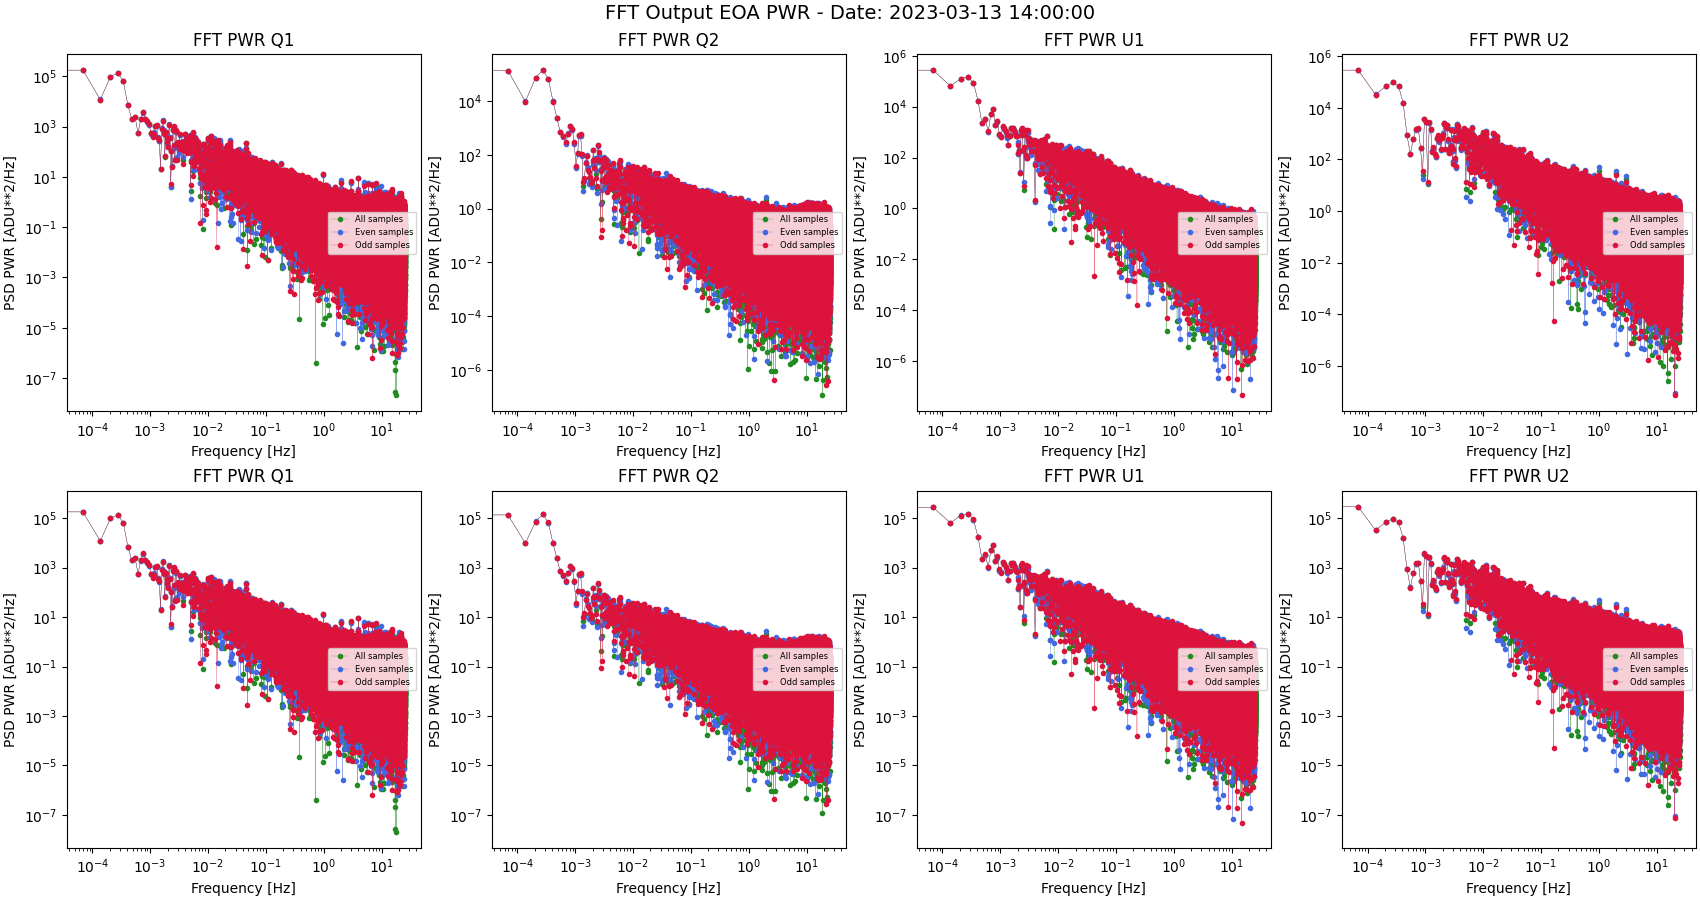 FFT Output EOA PWR - Date: 2023-03-13 14:00:00
FFT PWR Q1
PSD PWR [ADU**2/Hz]
10^5
10^3
10^1
10^-1
10^-3
10^-5
10^-7
All samples
Even samples
Odd samples
10^-4 10^-3 10^-2 10^-1 10^0 10^1
Frequency [Hz]
FFT PWR Q2
PSD PWR [ADU**2/Hz]
10^4
10^2
10^0
10^-2
10^-4
10^-6
All samples
Even samples
Odd samples
10^-4 10^-3 10^-2 10^-1 10^0 10^1
Frequency [Hz]
FFT PWR U1
PSD PWR [ADU**2/Hz]
10^6
10^4
10^2
10^0
10^-2
10^-4
10^-6
All samples
Even samples
Odd samples
10^-4 10^-3 10^-2 10^-1 10^0 10^1
Frequency [Hz]
FFT PWR U2
PSD PWR [ADU**2/Hz]
10^6
10^4
10^2
10^0
10^-2
10^-4
10^-6
All samples
Even samples
Odd samples
10^-4 10^-3 10^-2 10^-1 10^0 10^1
Frequency [Hz]
FFT PWR Q1
PSD PWR [ADU**2/Hz]
10^5
10^3
10^1
10^-1
10^-3
10^-5
10^-7
All samples
Even samples
Odd samples
10^-4 10^-3 10^-2 10^-1 10^0 10^1
Frequency [Hz]
FFT PWR Q2
PSD PWR [ADU**2/Hz]
10^5
10^3
10^1
10^-1
10^-3
10^-5
10^-7
All samples
Even samples
Odd samples
10^-4 10^-3 10^-2 10^-1 10^0 10^1
Frequency [Hz]
FFT PWR U1
PSD PWR [ADU**2/Hz]
10^5
10^3
10^1
10^-1
10^-3
10^-5
10^-7
All samples
Even samples
Odd samples
10^-4 10^-3 10^-2 10^-1 10^0 10^1
Frequency [Hz]
FFT PWR U2
PSD PWR [ADU**2/Hz]
10^5
10^3
10^1
10^-1
10^-3
10^-5
10^-7
All samples
Even samples
Odd samples
10^-4 10^-3 10^-2 10^-1 10^0 10^1
Frequency [Hz]